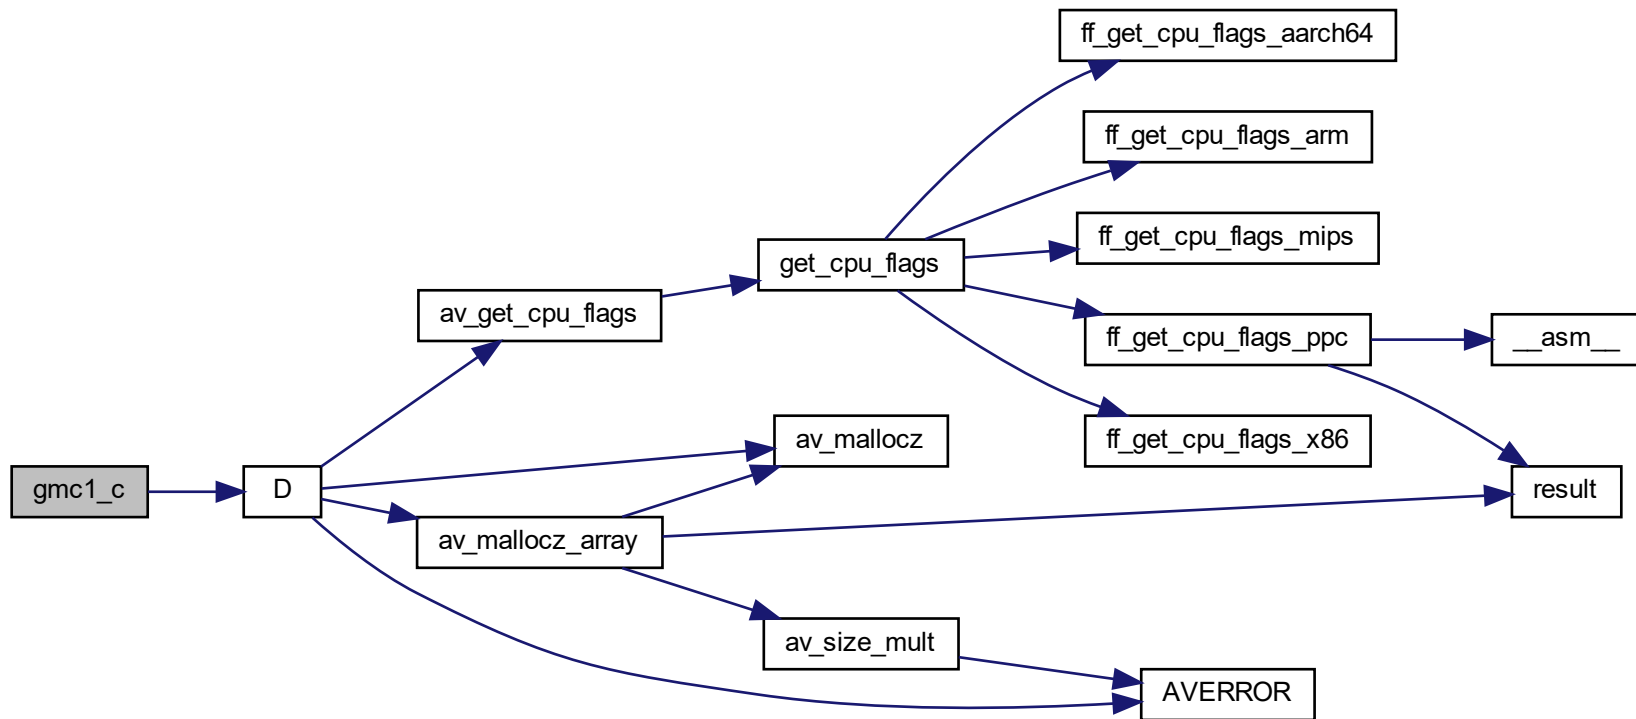 ff_get_cpu_flags_aarch64
ff_get_cpu_flags_arm
ff_get_cpu_flags_mips
get_cpu_flags
av_get_cpu_flags
ff_get_cpu_flags_ppc
__asm__
ff_get_cpu_flags_x86
av_mallocz
gmc1_c
D
result
av_mallocz_array
av_size_mult
AVERROR